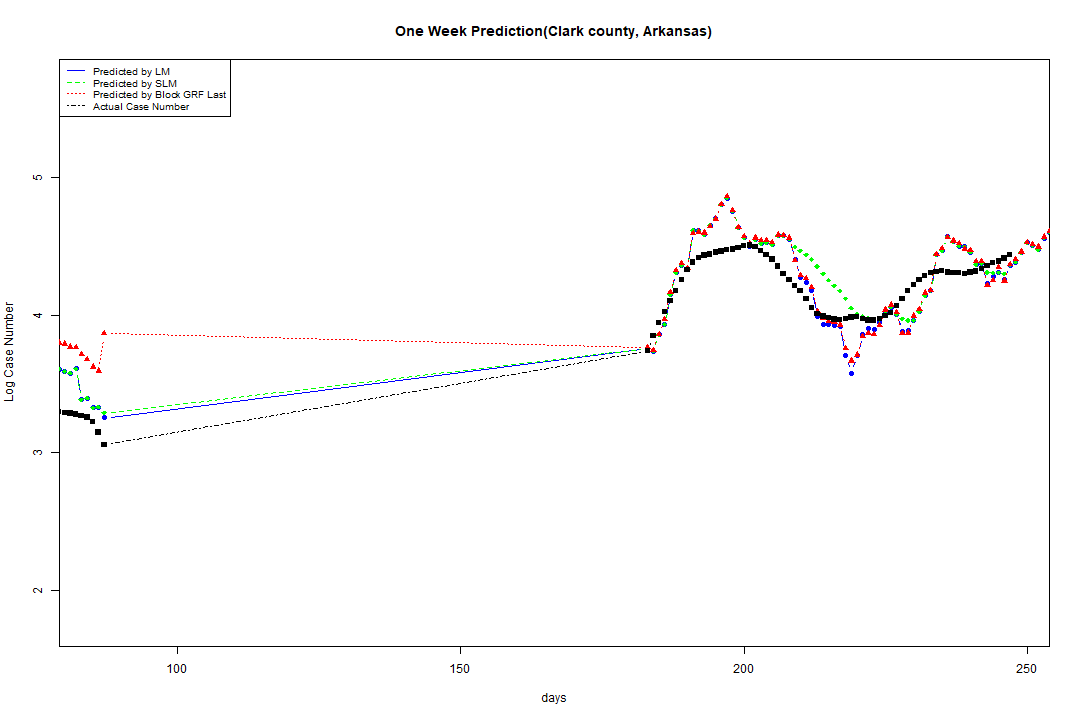 One Week Prediction(Clark county, Arkansas)
Predicted by LM
Predicted by SLM
Predicted by Block GRF Last
Actual Case Number
5
4
3
2
Log Case Number
100
150
200
250
days